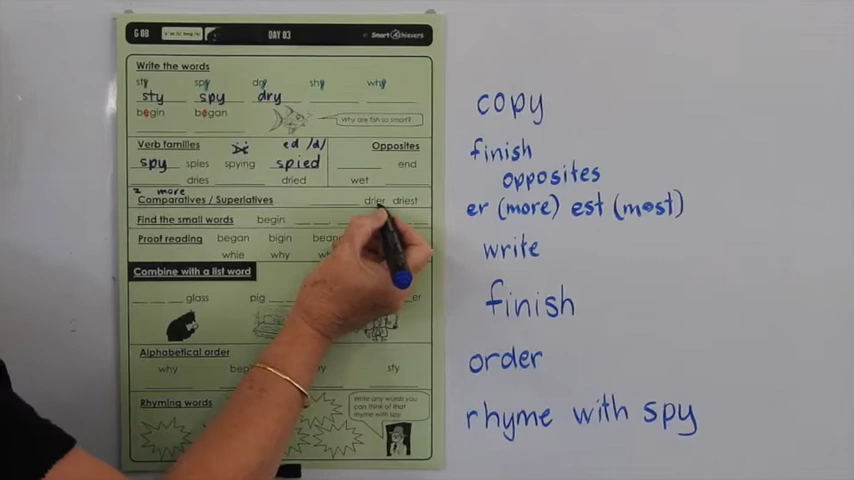 G 08 DAY 03 Smart Achievers
Write the words
sty spy dry shy why
sty spy dry
begin began
Why are fish so smart?
Verb families ed /d/ Opposites
spy spies spying spied end
dries dried wet
2 more
Comparatives / Superlatives drier driest
Find the small words begin
Proof reading began bigin
whie why
Combine with a list word
glass pig er
Alphabetical order
why sty
Rhyming words
Write any words you
can think of that
rhyme with spy
copy
finish
opposites
er (more) est (most)
write
finish
order
rhyme with spy